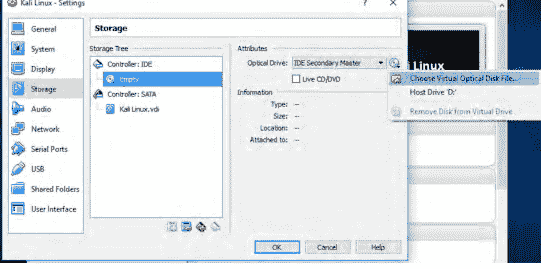 Kali Linux - Settings
General
System
Display
Storage
Audio
Network
Serial Ports
USB
Shared Folders
User Interface
Storage
Storage Tree
Controller: IDE
Empty
Controller: SATA
Kali Linux.vdi
Attributes
Optical Drive: IDE Secondary Master
Live CD/DVD
Information
Type: --
Size: --
Location: --
Attached to: --
OK Cancel Help
Linux
Choose Virtual Optical Disk File...
Host Drive 'D:'
Remove Disk from Virtual Drive